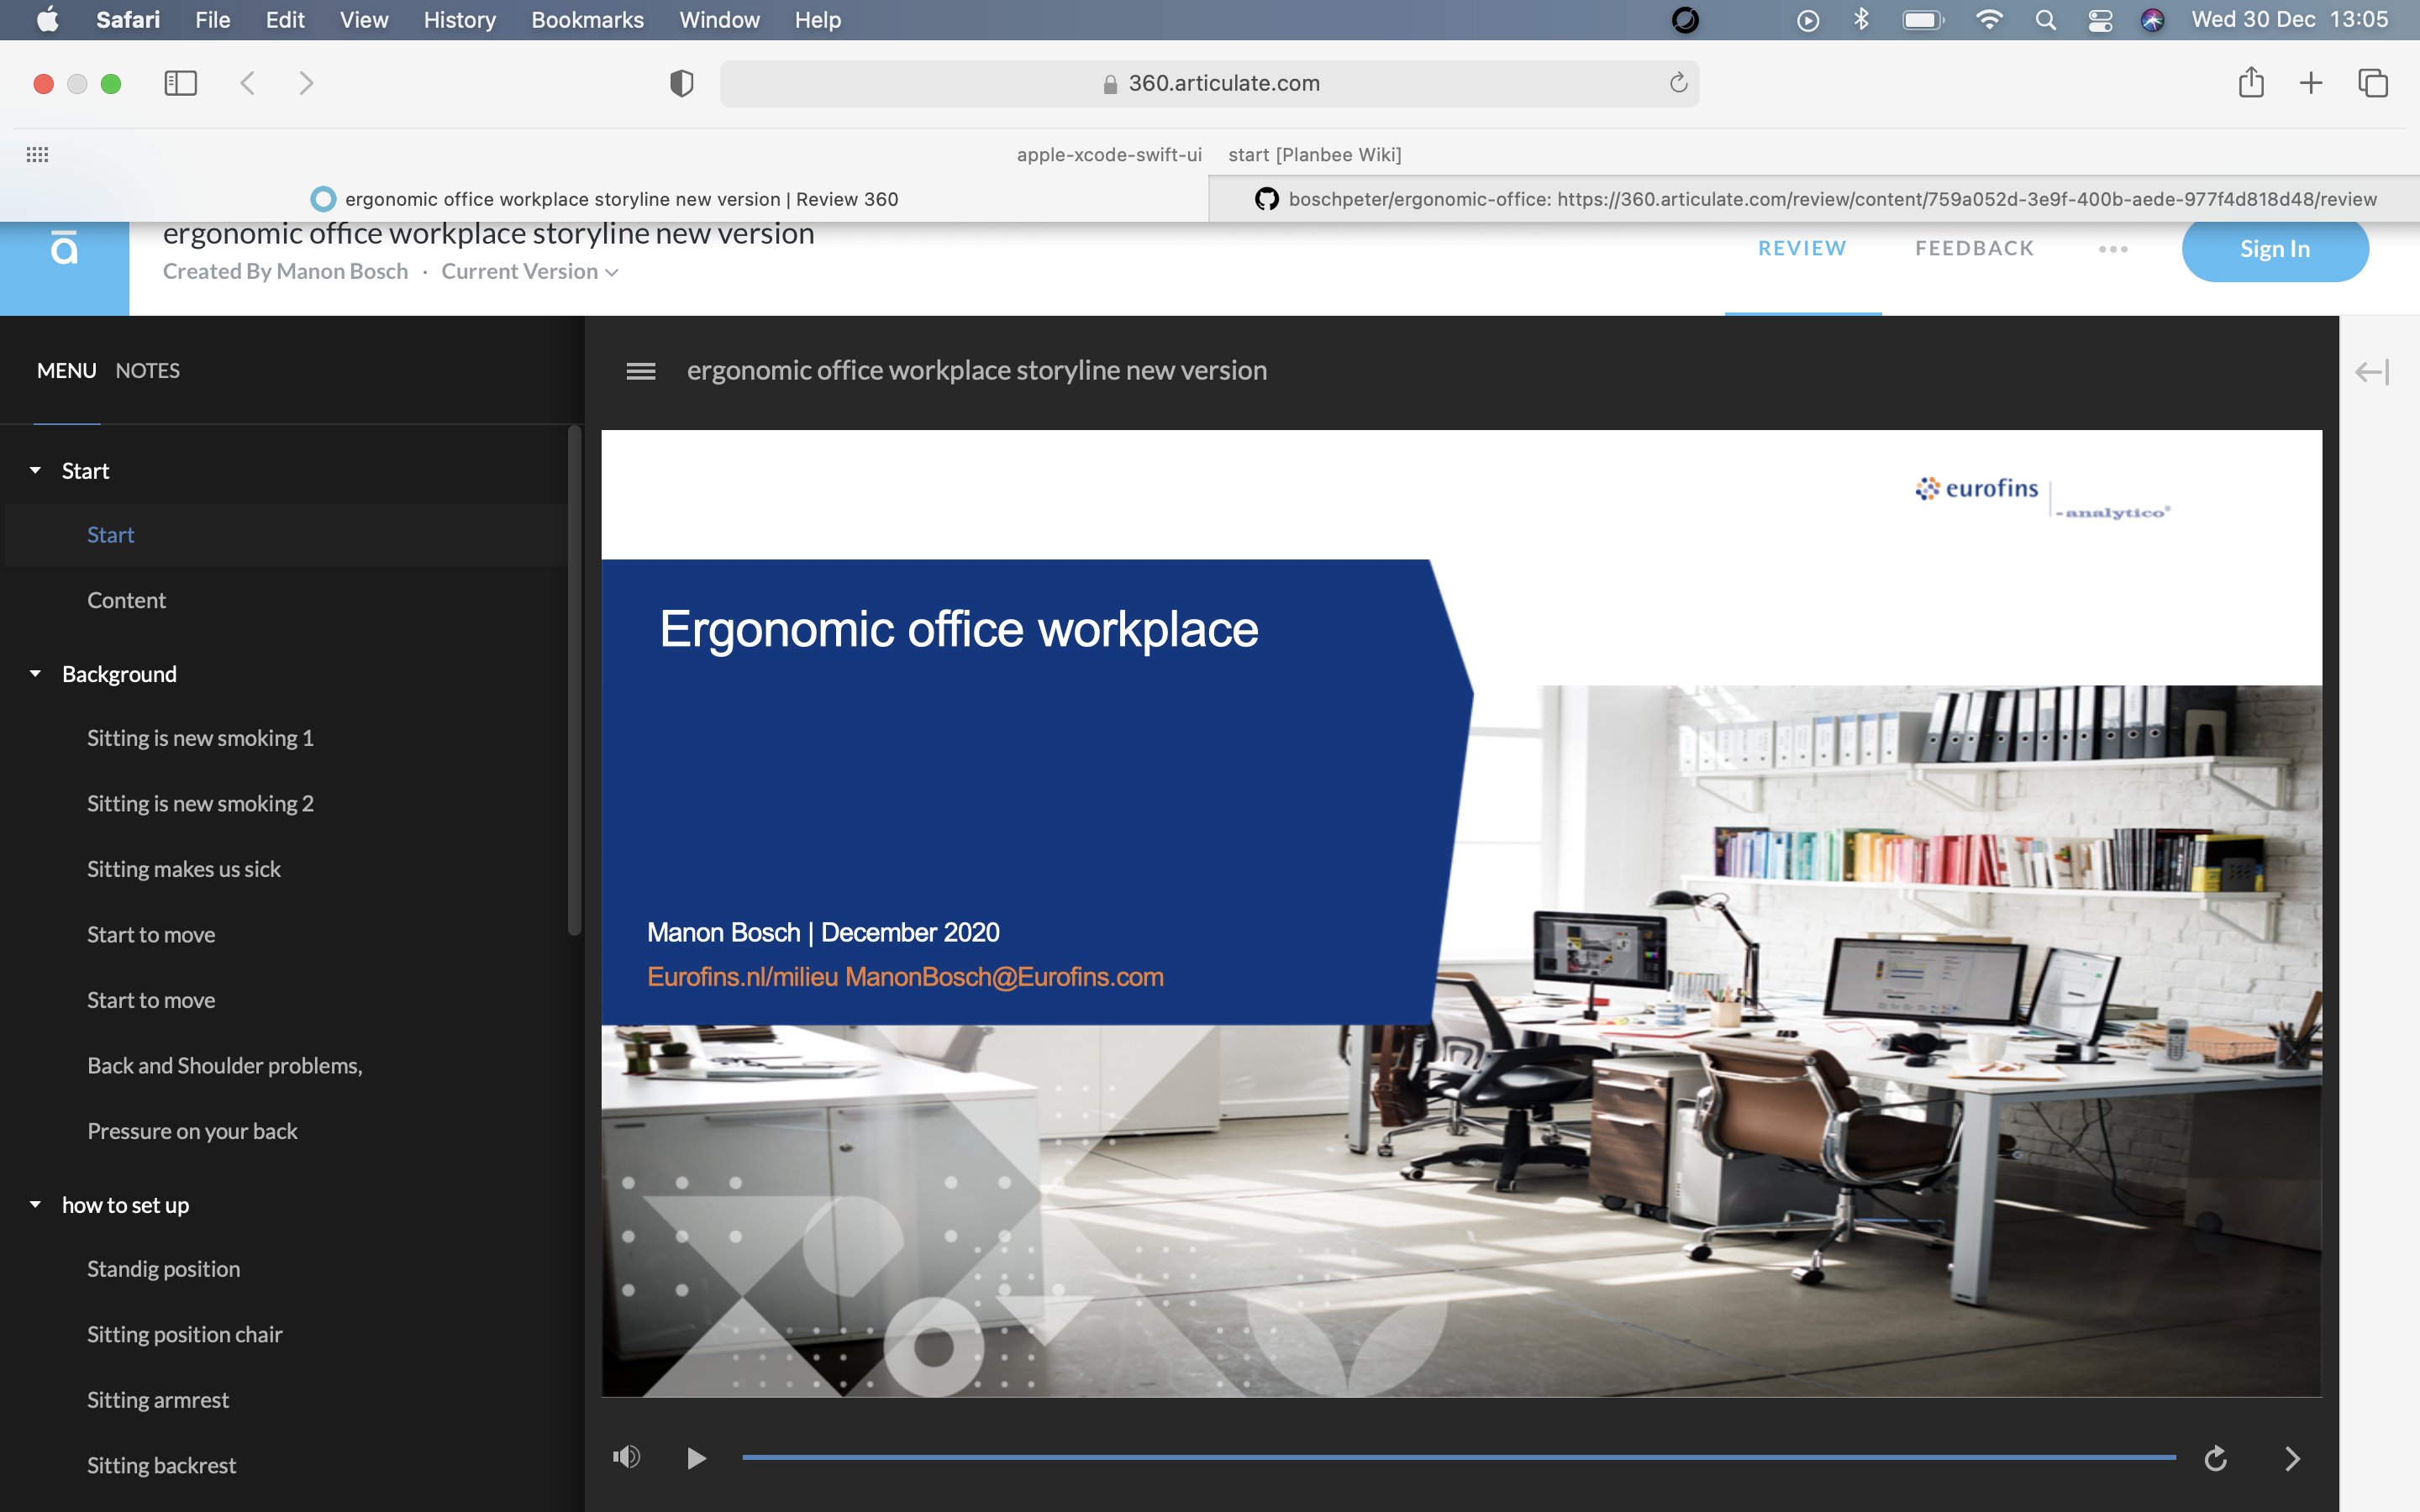 Safari File Edit View History Bookmarks Window Help Wed 30 Dec 13:05
360.articulate.com
apple-xcode-swift-ui start [Planbee Wiki]
ergonomic office workplace storyline new version | Review 360
boschpeter/ergonomic-office: https://360.articulate.com/review/content/759a052d-3e9f-400b-aede-977f4d818d48/review
ergonomic office workplace storyline new version
Created By Manon Bosch · Current Version
REVIEW FEEDBACK ••• Sign In
MENU NOTES
Start
Start
Content
Background
Sitting is new smoking 1
Sitting is new smoking 2
Sitting makes us sick
Start to move
Start to move
Back and Shoulder problems,
Pressure on your back
how to set up
Standig position
Sitting position chair
Sitting armrest
Sitting backrest
ergonomic office workplace storyline new version
eurofins
-analytico®
Ergonomic office workplace
Manon Bosch | December 2020
Eurofins.nl/milieu ManonBosch@Eurofins.com